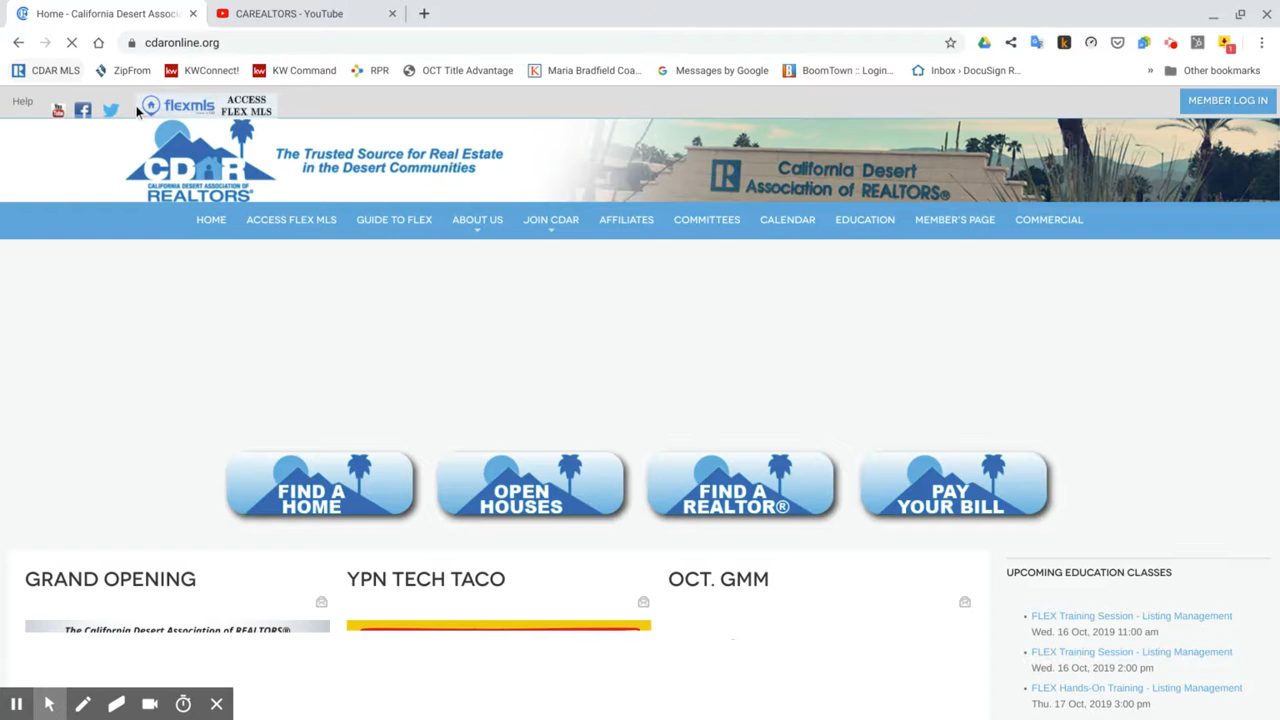 Home - California Desert Associ
CAREALTORS - YouTube
cdaronline.org
CDAR MLS
ZipFrom
KWConnect!
KW Command
RPR
OCT Title Advantage
Maria Bradfield Coa...
Messages by Google
BoomTown :: Login...
Inbox › DocuSign R...
» Other bookmarks
Help
flexmls
ACCESS
FLEX MLS
MEMBER LOG IN
CDAR
CALIFORNIA DESERT ASSOCIATION OF
REALTORS®
The Trusted Source for Real Estate
in the Desert Communities
California Desert
Association of REALTORS®
HOME
ACCESS FLEX MLS
GUIDE TO FLEX
ABOUT US
JOIN CDAR
AFFILIATES
COMMITTEES
CALENDAR
EDUCATION
MEMBER'S PAGE
COMMERCIAL
FIND A
HOME
OPEN
HOUSES
FIND A
REALTOR®
PAY
YOUR BILL
GRAND OPENING
YPN TECH TACO
OCT. GMM
The California Desert Association of REALTORS®
UPCOMING EDUCATION CLASSES
FLEX Training Session - Listing Management
Wed. 16 Oct, 2019 11:00 am
FLEX Training Session - Listing Management
Wed. 16 Oct, 2019 2:00 pm
FLEX Hands-On Training - Listing Management
Thu. 17 Oct, 2019 3:00 pm